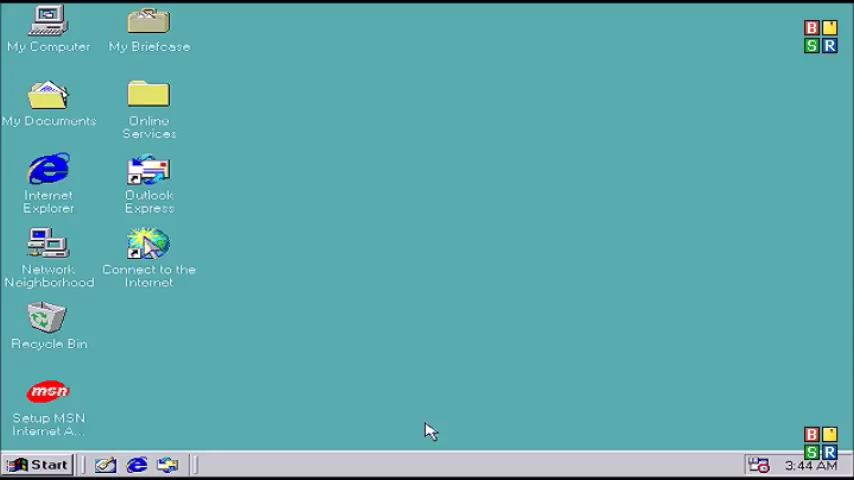 My Computer
My Briefcase
B
S R
My Documents
Online
Services
Internet
Explorer
Outlook
Express
Network
Neighborhood
Connect to the
Internet
Recycle Bin
msn
Setup MSN
Internet A...
B
S R
Start
3:44 AM